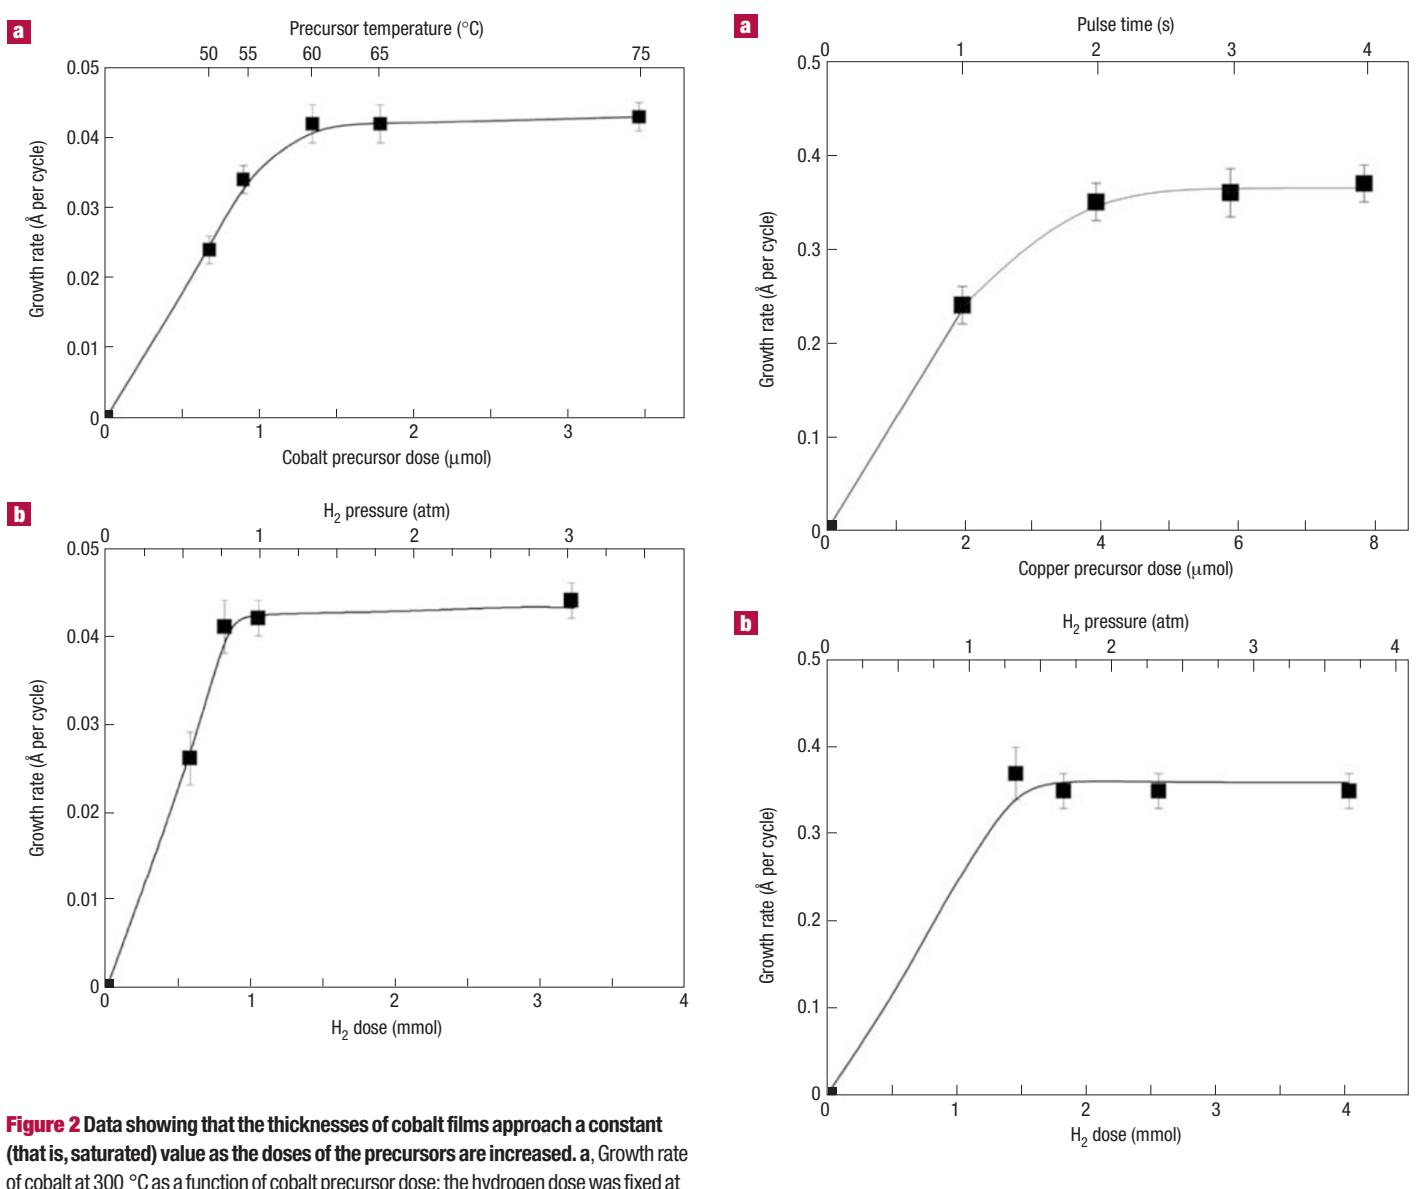 a
Precursor temperature (°C)
50 55 60 65 75
0.05
0.04
0.03
0.02
0.01
0
Growth rate (Å per cycle)
0 1 2 3
Cobalt precursor dose (μmol)
b
H2 pressure (atm)
0 1 2 3
0.05
0.04
0.03
0.02
0.01
0
Growth rate (Å per cycle)
0 1 2 3 4
H2 dose (mmol)
Figure 2 Data showing that the thicknesses of cobalt films approach a constant
(that is, saturated) value as the doses of the precursors are increased. a, Growth rate
of cobalt at 300 °C as a function of cobalt precursor dose; the hydrogen dose was fixed at
a
Pulse time (s)
0 1 2 3 4
0.5
0.4
0.3
0.2
0.1
0
Growth rate (Å per cycle)
0 2 4 6 8
Copper precursor dose (μmol)
b
H2 pressure (atm)
0 1 2 3 4
0.5
0.4
0.3
0.2
0.1
0
Growth rate (Å per cycle)
0 1 2 3 4
H2 dose (mmol)